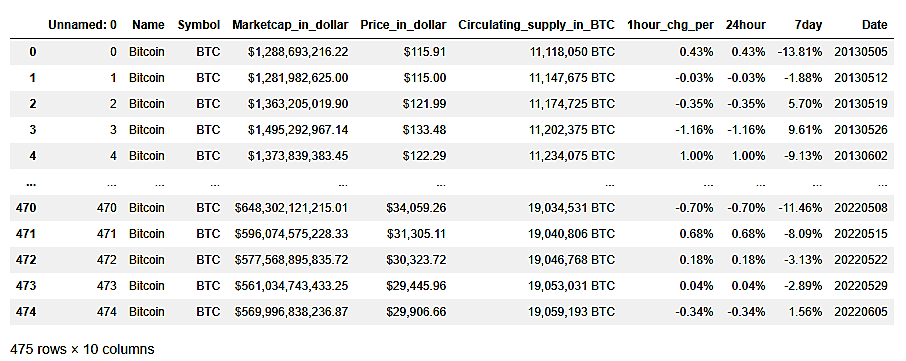 Unnamed: 0 Name Symbol Marketcap_in_dollar Price_in_dollar Circulating_supply_in_BTC 1hour_chg_per 24hour 7day Date
0 0 Bitcoin BTC $1,288,693,216.22 $115.91 11,118,050 BTC 0.43% 0.43% -13.81% 20130505
1 1 Bitcoin BTC $1,281,982,625.00 $115.00 11,147,675 BTC -0.03% -0.03% -1.88% 20130512
2 2 Bitcoin BTC $1,363,205,019.90 $121.99 11,174,725 BTC -0.35% -0.35% 5.70% 20130519
3 3 Bitcoin BTC $1,495,292,967.14 $133.48 11,202,375 BTC -1.16% -1.16% 9.61% 20130526
4 4 Bitcoin BTC $1,373,839,383.45 $122.29 11,234,075 BTC 1.00% 1.00% -9.13% 20130602
... ... ... ... ... ... ... ... ... ... ...
470 470 Bitcoin BTC $648,302,121,215.01 $34,059.26 19,034,531 BTC -0.70% -0.70% -11.46% 20220508
471 471 Bitcoin BTC $596,074,575,228.33 $31,305.11 19,040,806 BTC 0.68% 0.68% -8.09% 20220515
472 472 Bitcoin BTC $577,568,895,835.72 $30,323.72 19,046,768 BTC 0.18% 0.18% -3.13% 20220522
473 473 Bitcoin BTC $561,034,743,433.25 $29,445.96 19,053,031 BTC 0.04% 0.04% -2.89% 20220529
474 474 Bitcoin BTC $569,996,838,236.87 $29,906.66 19,059,193 BTC -0.34% -0.34% 1.56% 20220605
475 rows × 10 columns